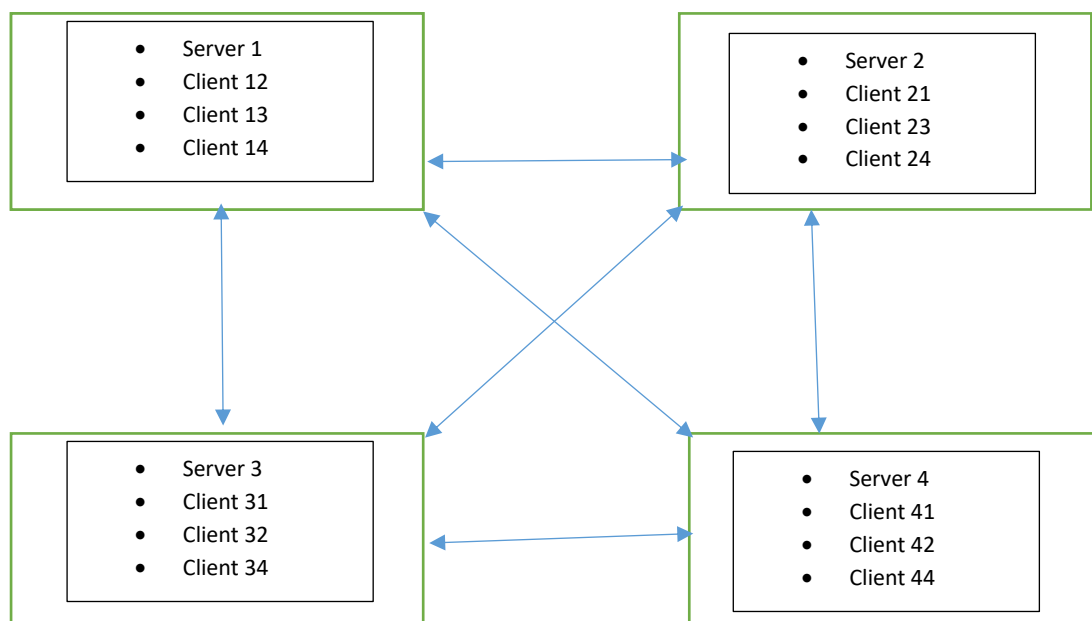 Server 1
Client 12
Client 13
Client 14
Server 2
Client 21
Client 23
Client 24
Server 3
Client 31
Client 32
Client 34
Server 4
Client 41
Client 42
Client 44